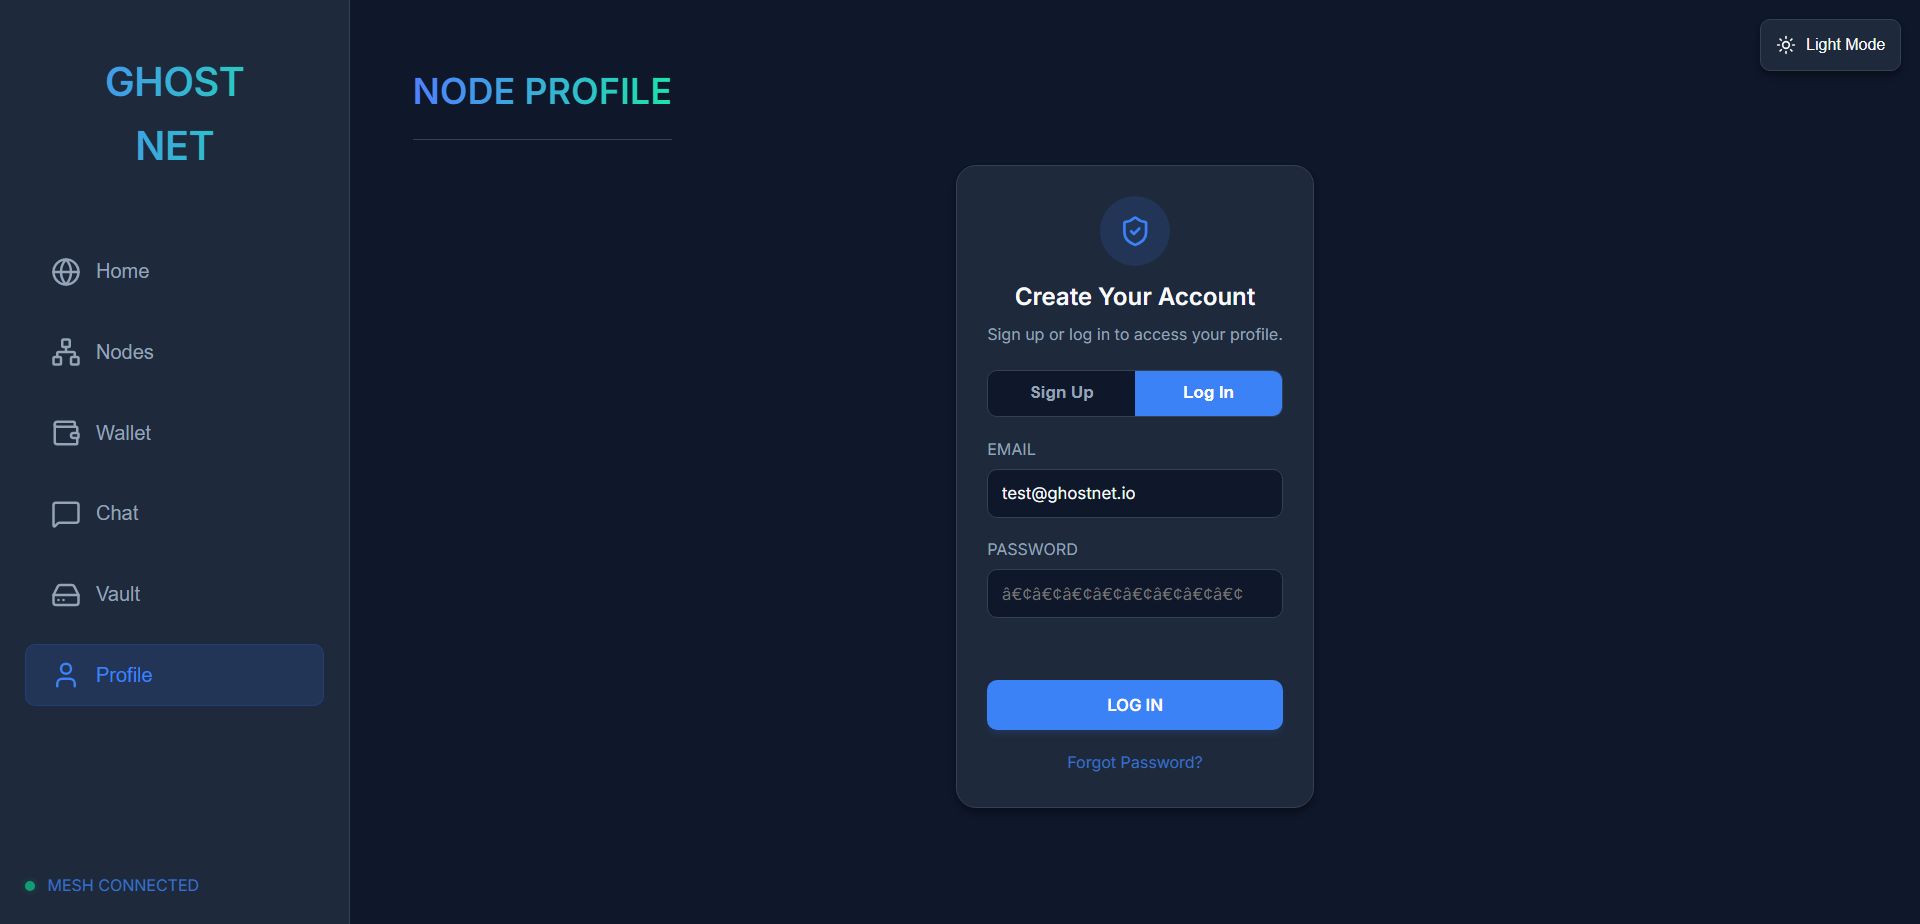 GHOST
NET
Home
Nodes
Wallet
Chat
Vault
Profile
MESH CONNECTED
Light Mode
NODE PROFILE
Create Your Account
Sign up or log in to access your profile.
Sign Up
Log In
EMAIL
test@ghostnet.io
PASSWORD
•••••••â€¢
LOG IN
Forgot Password?